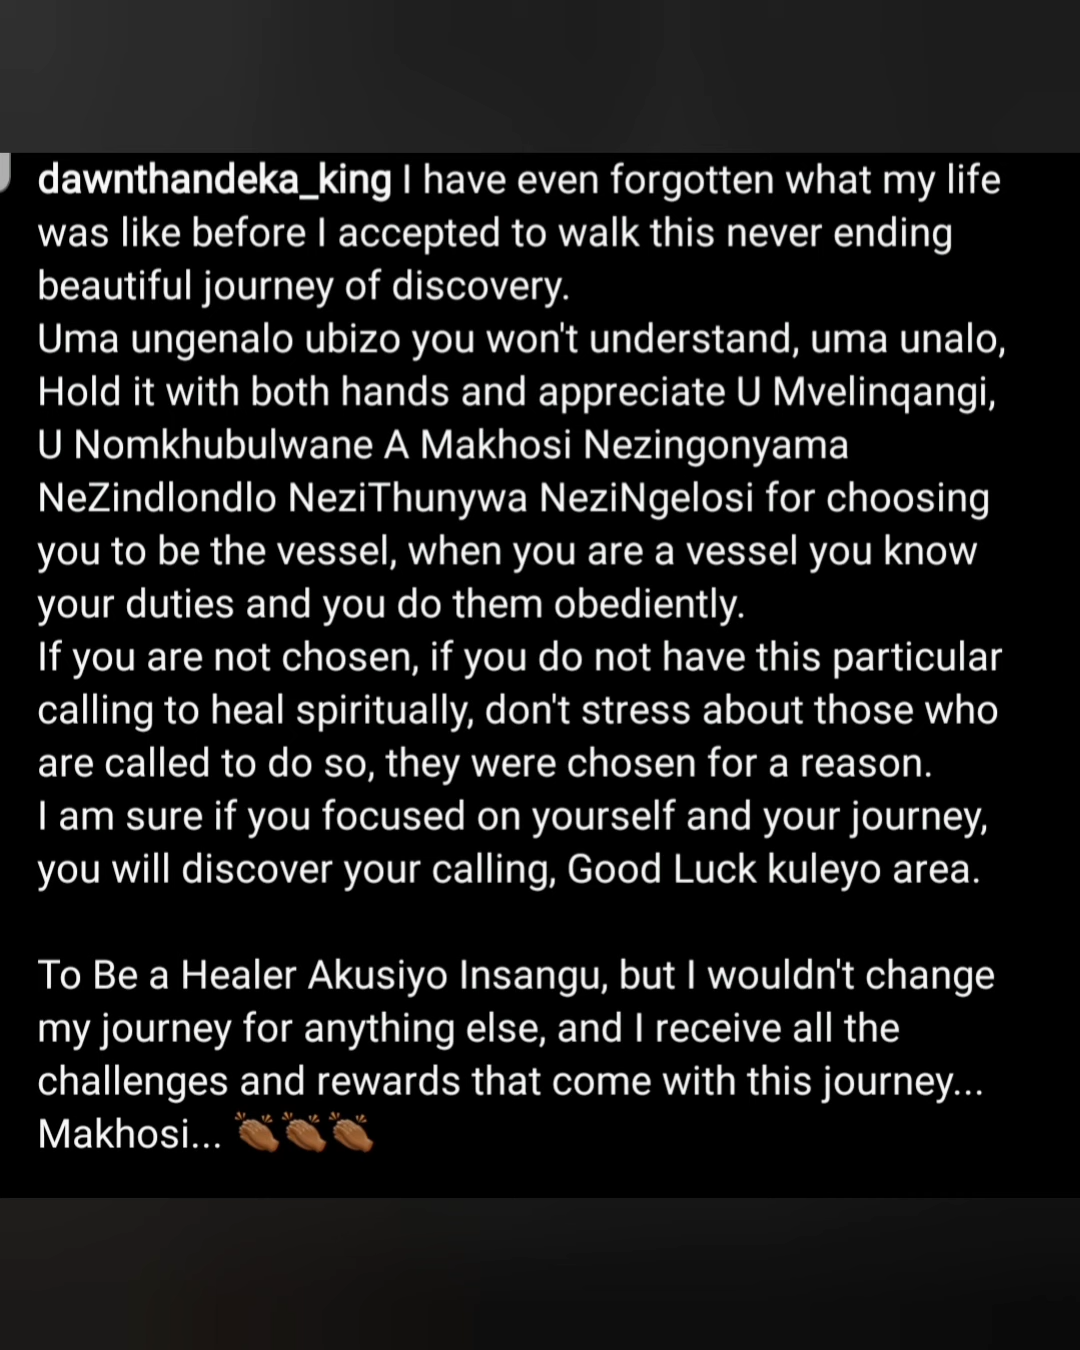 dawnthandeka_king I have even forgotten what my life
was like before I accepted to walk this never ending
beautiful journey of discovery.
Uma ungenalo ubizo you won't understand, uma unalo,
Hold it with both hands and appreciate U Mvelinqangi,
U Nomkhubulwane A Makhosi Nezingonyama
NeZindlondlo NeziThunywa NeziNgelosi for choosing
you to be the vessel, when you are a vessel you know
your duties and you do them obediently.
If you are not chosen, if you do not have this particular
calling to heal spiritually, don't stress about those who
are called to do so, they were chosen for a reason.
I am sure if you focused on yourself and your journey,
you will discover your calling, Good Luck kuleyo area.
To Be a Healer Akusiyo Insangu, but I wouldn't change
my journey for anything else, and I receive all the
challenges and rewards that come with this journey...
Makhosi... 👏🏾👏🏾👏🏾